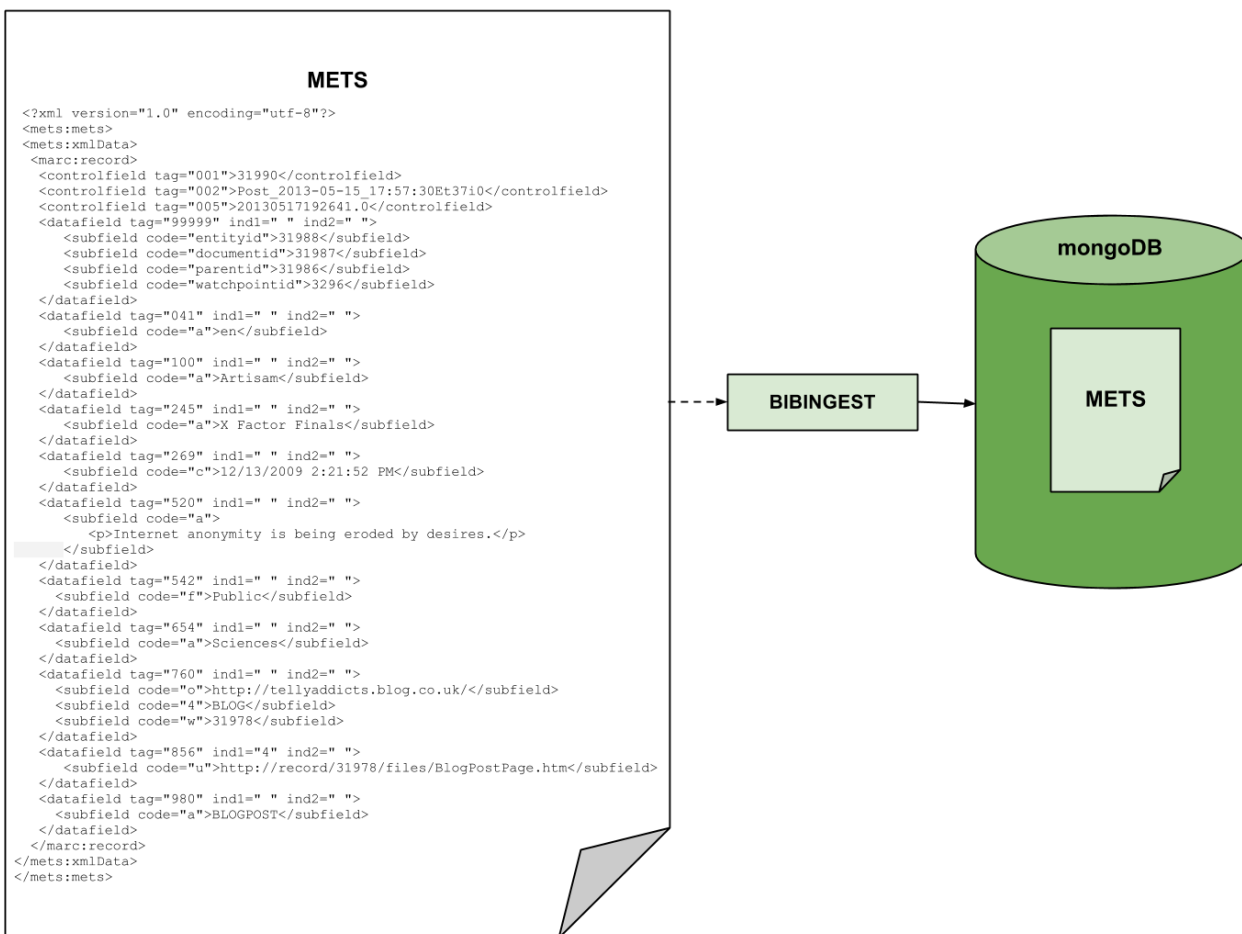 METS
<?xml version="1.0" encoding="utf-8"?>
<mets:mets>
<mets:xmlData>
<marc:record>
<controlfield tag="001">31990</controlfield>
<controlfield tag="002">Post_2013-05-15_17:57:30Et37i0</controlfield>
<controlfield tag="005">20130517192641.0</controlfield>
<datafield tag="99999" ind1=" " ind2=" ">
<subfield code="entityid">31988</subfield>
<subfield code="documentid">31987</subfield>
<subfield code="parentid">31986</subfield>
<subfield code="watchpointid">3296</subfield>
</datafield>
<datafield tag="041" ind1=" " ind2=" ">
<subfield code="a">en</subfield>
</datafield>
<datafield tag="100" ind1=" " ind2=" ">
<subfield code="a">Artisam</subfield>
</datafield>
<datafield tag="245" ind1=" " ind2=" ">
<subfield code="a">X Factor Finals</subfield>
</datafield>
<datafield tag="269" ind1=" " ind2=" ">
<subfield code="c">12/13/2009 2:21:52 PM</subfield>
</datafield>
<datafield tag="520" ind1=" " ind2=" ">
<subfield code="a">
<p>Internet anonymity is being eroded by desires.</p>
</subfield>
</datafield>
<datafield tag="542" ind1=" " ind2=" ">
<subfield code="f">Public</subfield>
</datafield>
<datafield tag="654" ind1=" " ind2=" ">
<subfield code="a">Sciences</subfield>
</datafield>
<datafield tag="760" ind1=" " ind2=" ">
<subfield code="o">http://tellyaddicts.blog.co.uk/</subfield>
<subfield code="4">BLOG</subfield>
<subfield code="w">31978</subfield>
</datafield>
<datafield tag="856" ind1="4" ind2=" ">
<subfield code="u">http://record/31978/files/BlogPostPage.htm</subfield>
</datafield>
<datafield tag="980" ind1=" " ind2=" ">
<subfield code="a">BLOGPOST</subfield>
</datafield>
</marc:record>
</mets:xmlData>
</mets:mets>
BIBINGEST
mongoDB
METS